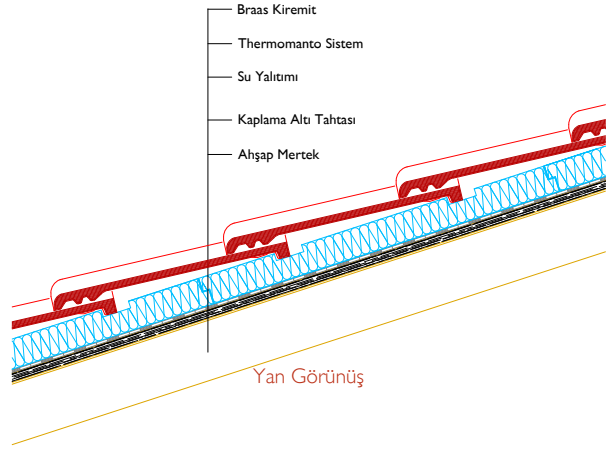 Braas Kiremit
Thermomanto Sistem
Su Yalıtımı
Kaplama Altı Tahtası
Ahşap Mertek
Yan Görünüş